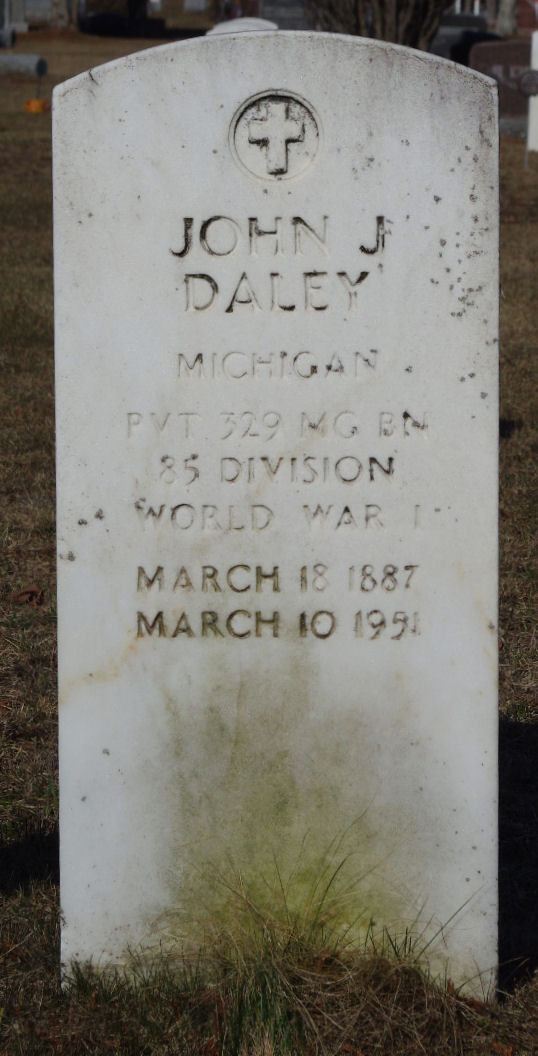 JOHN J
DALEY
MICHIGAN
PVT 329 MG BN
85 DIVISION
WORLD WAR I
MARCH 18 1887
MARCH 10 1951